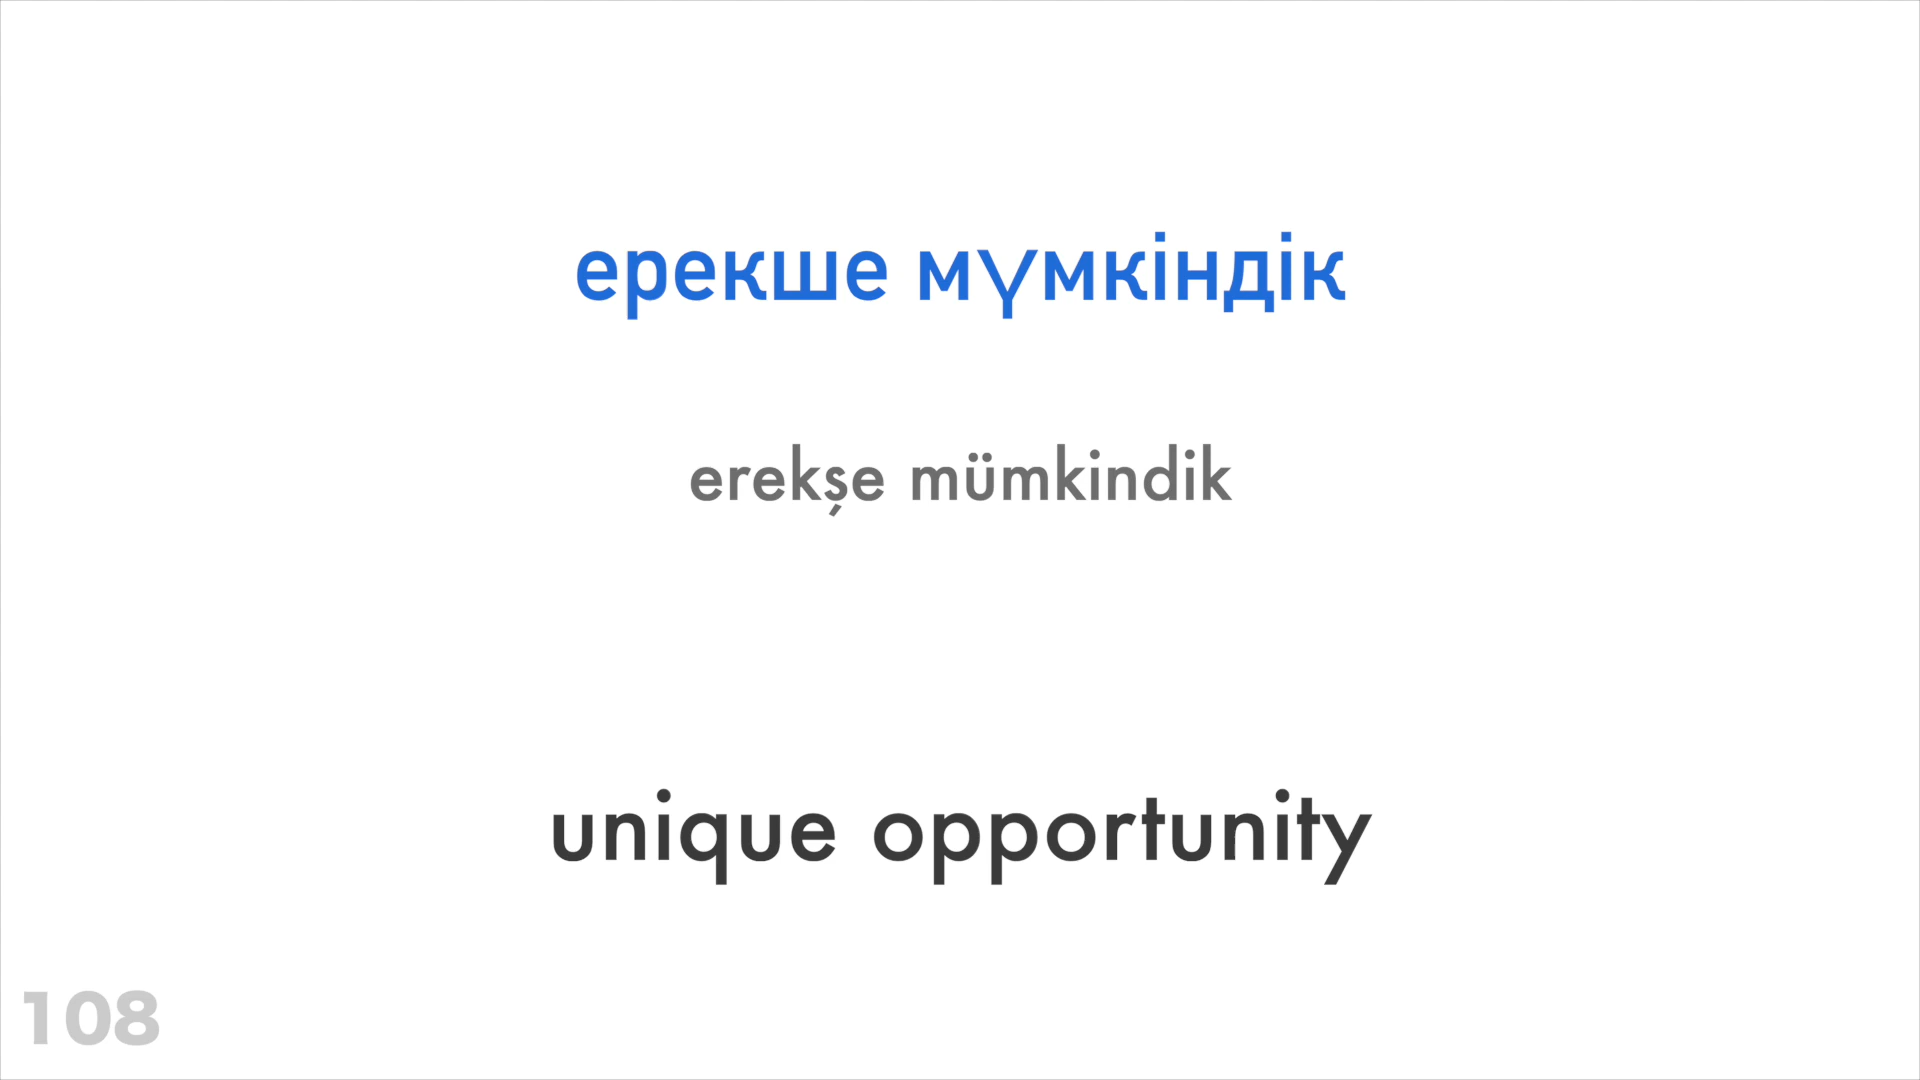 ерекше мүмкіндік
erekşe mümkindik
unique opportunity
108